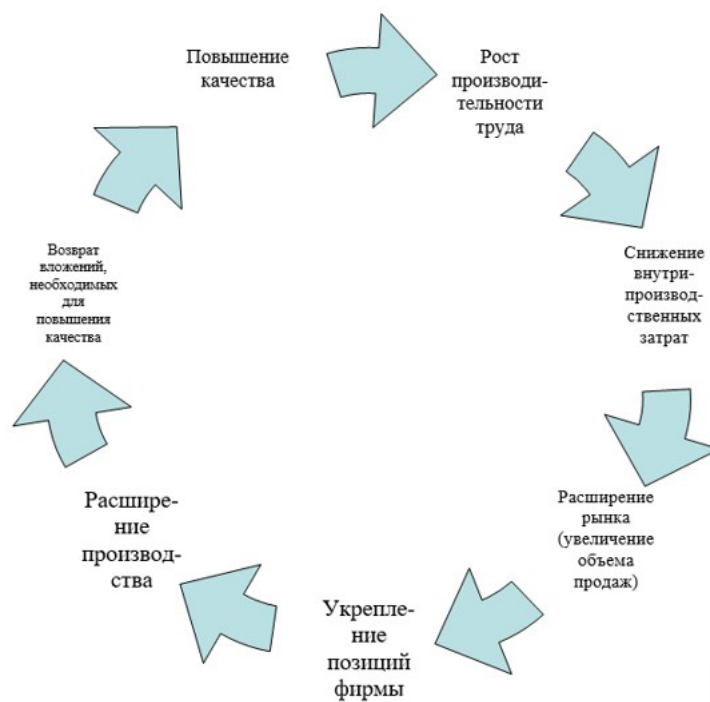 Повышение
качества
Рост
производи-
тельности
труда
Снижение
внутри-
производ-
ственных
затрат
Расширение
рынка
(увеличение
объема
продаж)
Укрепле-
ние
позиций
фирмы
Расшире-
ние
производ-
ства
Возврат
вложений,
необходимых
для
повышения
качества